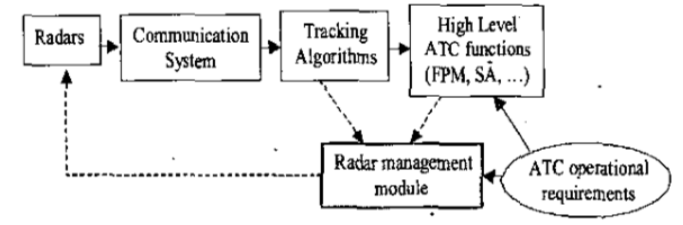 Radars
Communication
System
Tracking
Algorithms
High Level
ATC functions
(FPM, SA, ...)
Radar management
module
ATC operational
requirements